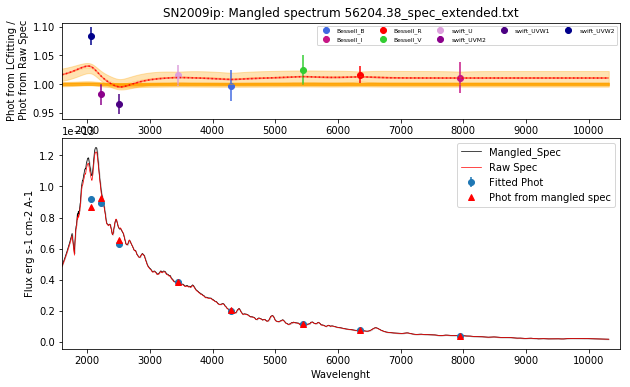 SN2009ip: Mangled spectrum 56204.38_spec_extended.txt
Phot from LCfitting /
Phot from Raw Spec
1.10
1.05
1.00
0.95
Bessell_B
Bessell_I
Bessell_R
Bessell_V
swift_U
swift_UVM2
swift_UVW1
swift_UVW2
2000 3000 4000 5000 6000 7000 8000 9000 10000
1e−13
Flux erg s-1 cm-2 A-1
1.2
1.0
0.8
0.6
0.4
0.2
0.0
Mangled_Spec
Raw Spec
Fitted Phot
Phot from mangled spec
2000 3000 4000 5000 6000 7000 8000 9000 10000
Wavelenght